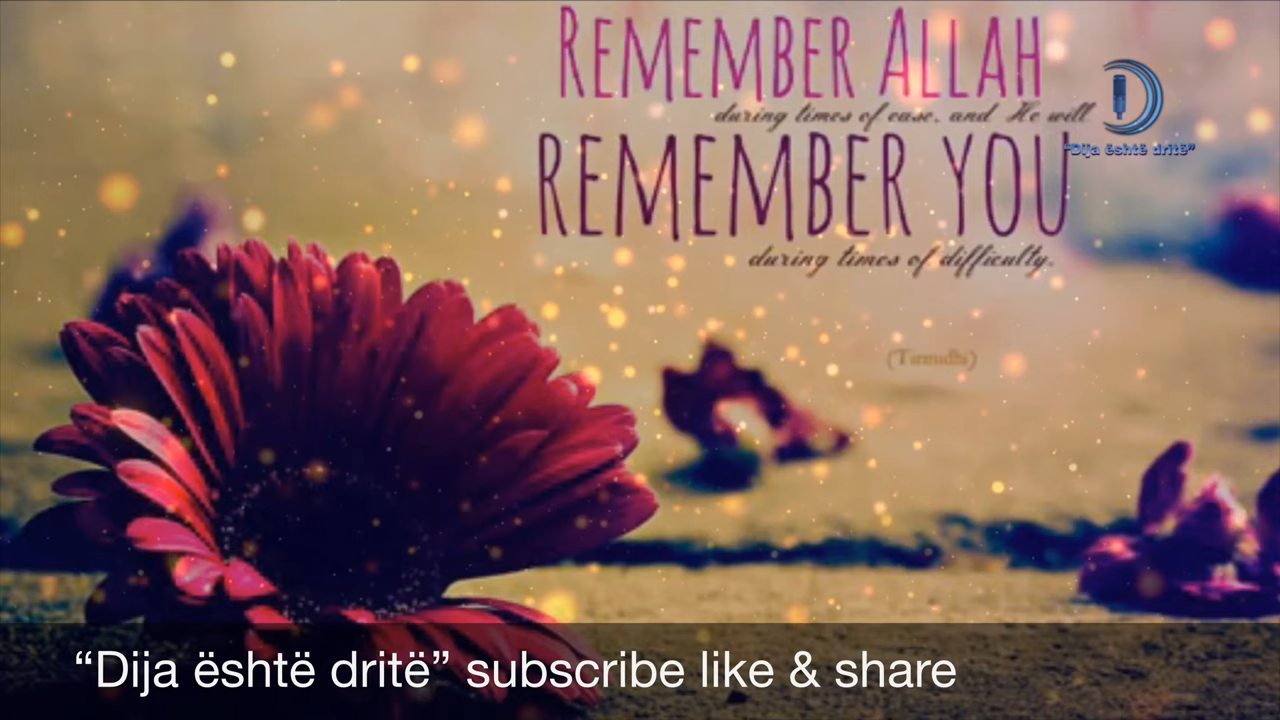 REMEMBER ALLAH
during times of ease, and He will
REMEMBER YOU
during times of difficulty.
(Tirmidhi)
"Dija është dritë"
“Dija është dritë” subscribe like & share